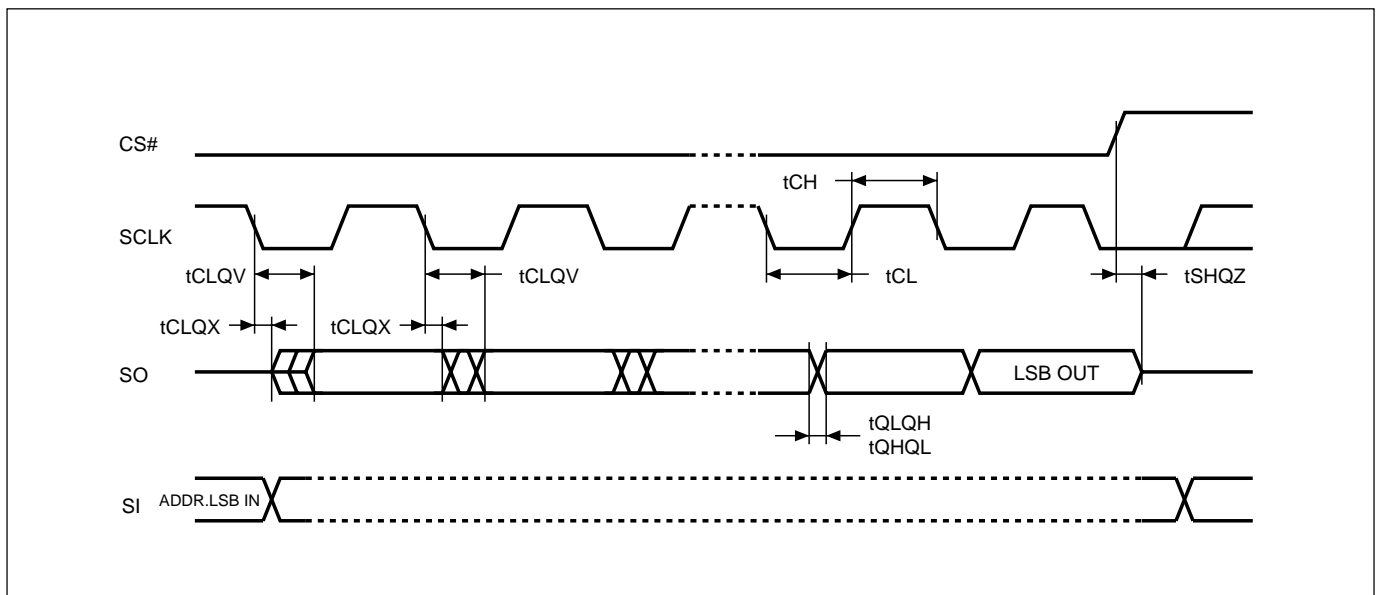 CS#
tCH
SCLK
tCLQV
tCLQV
tCL
tSHQZ
tCLQX
tCLQX
SO
LSB OUT
tQLQH
tQHQL
SI
ADDR.LSB IN